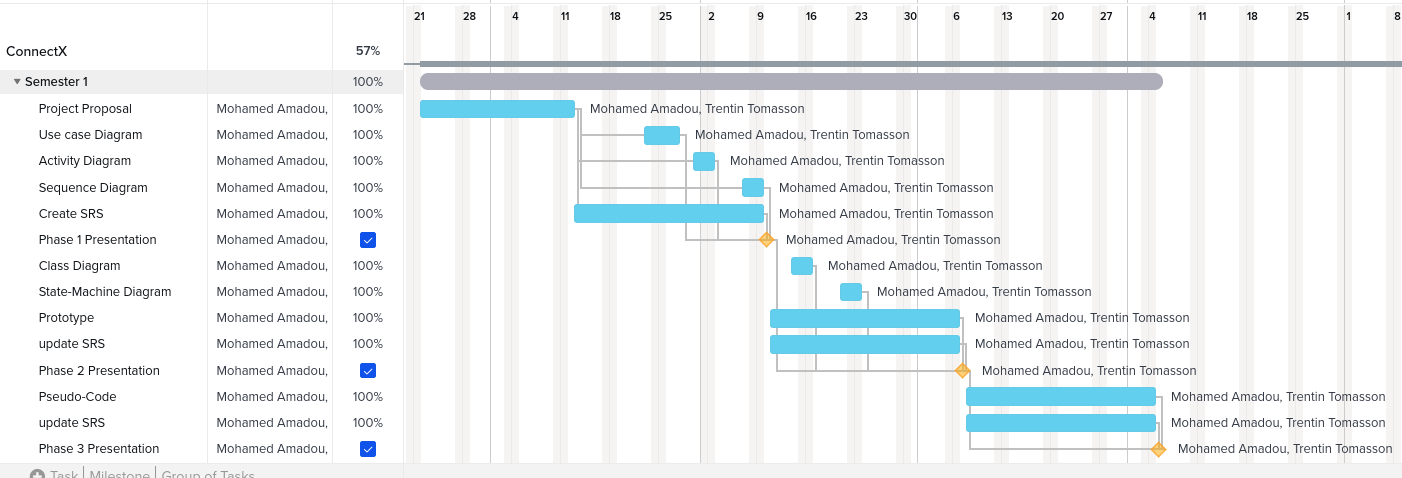 21 28 4 11 18 25 2 9 16 23 30 6 13 20 27 4 11 18 25 1 8
ConnectX 57%
Semester 1 100%
Project Proposal Mohamed Amadou, 100% Mohamed Amadou, Trentin Tomasson
Use case Diagram Mohamed Amadou, 100% Mohamed Amadou, Trentin Tomasson
Activity Diagram Mohamed Amadou, 100% Mohamed Amadou, Trentin Tomasson
Sequence Diagram Mohamed Amadou, 100% Mohamed Amadou, Trentin Tomasson
Create SRS Mohamed Amadou, 100% Mohamed Amadou, Trentin Tomasson
Phase 1 Presentation Mohamed Amadou, Mohamed Amadou, Trentin Tomasson
Class Diagram Mohamed Amadou, 100% Mohamed Amadou, Trentin Tomasson
State-Machine Diagram Mohamed Amadou, 100% Mohamed Amadou, Trentin Tomasson
Prototype Mohamed Amadou, 100% Mohamed Amadou, Trentin Tomasson
update SRS Mohamed Amadou, 100% Mohamed Amadou, Trentin Tomasson
Phase 2 Presentation Mohamed Amadou, Mohamed Amadou, Trentin Tomasson
Pseudo-Code Mohamed Amadou, 100% Mohamed Amadou, Trentin Tomasson
update SRS Mohamed Amadou, 100% Mohamed Amadou, Trentin Tomasson
Phase 3 Presentation Mohamed Amadou, Mohamed Amadou, Trentin Tomasson
Task | Milestone | Group of Tasks